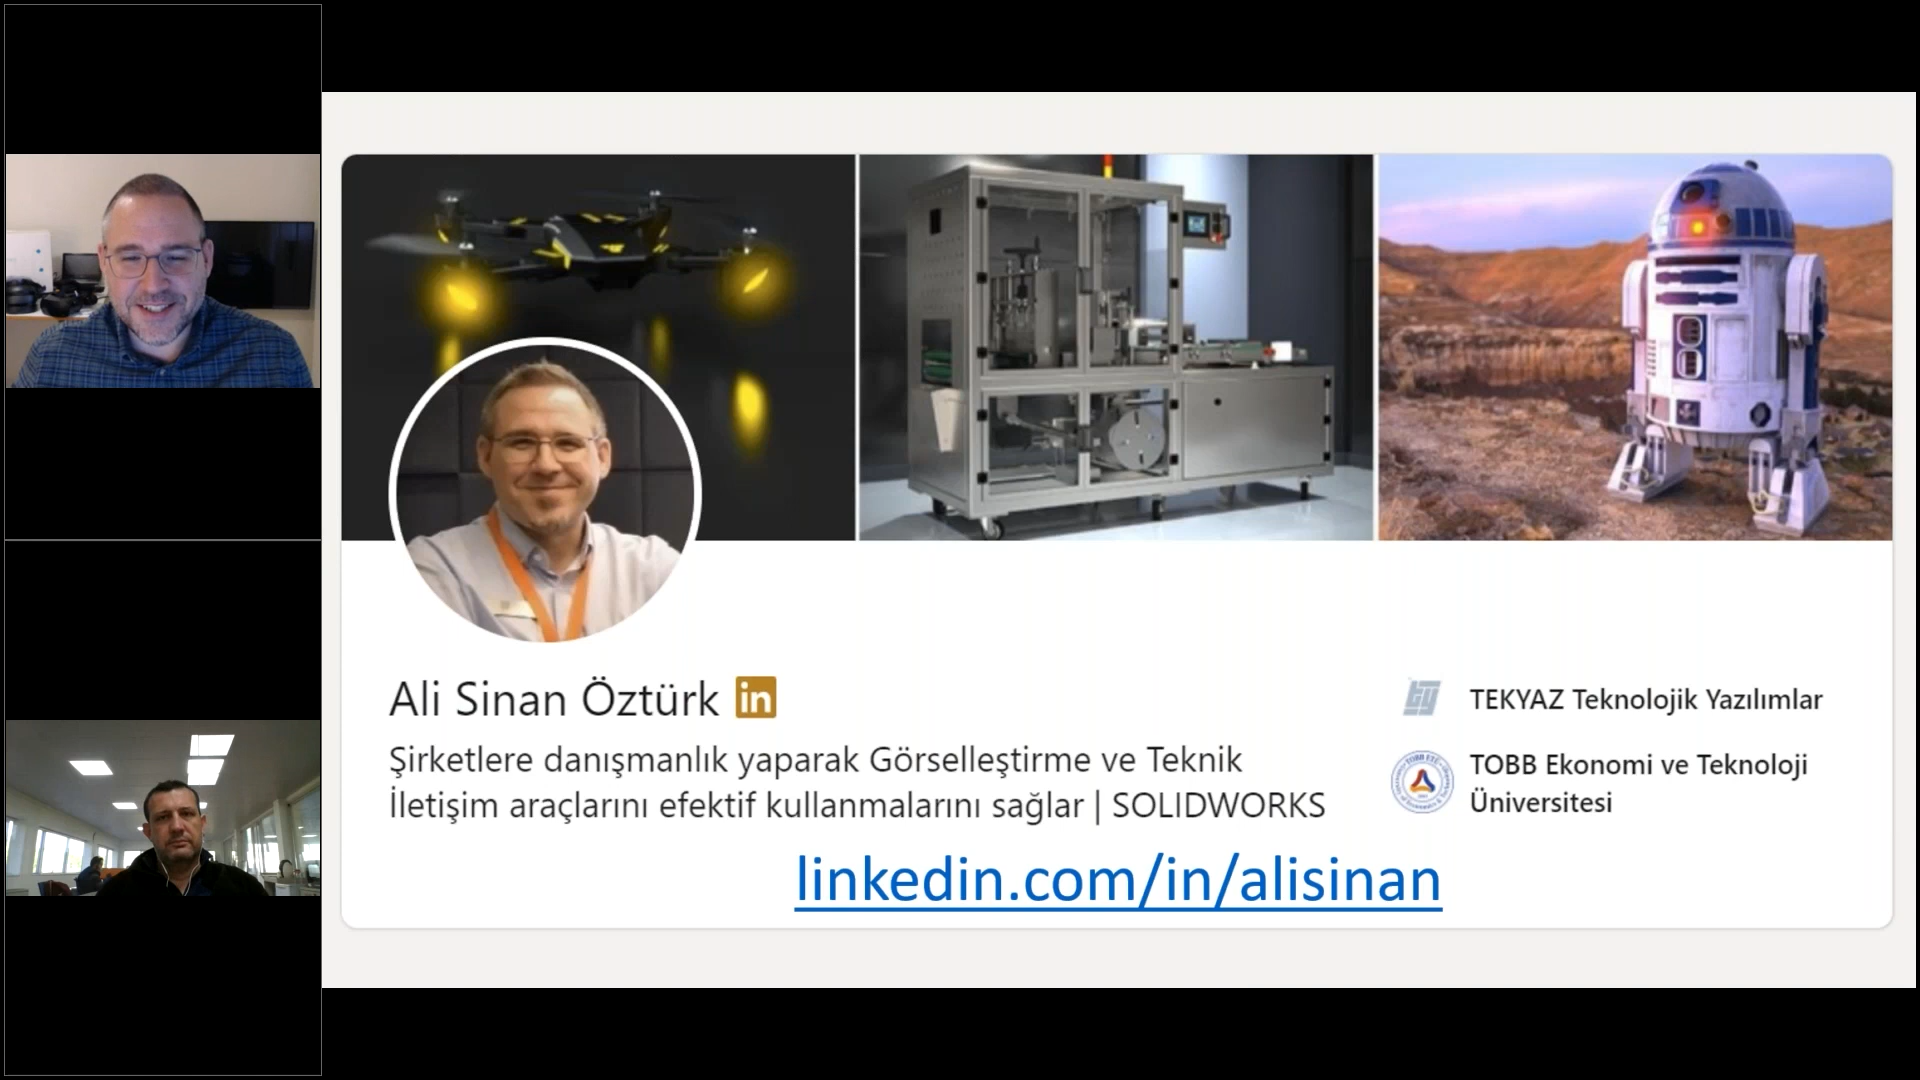 Ali Sinan Öztürk in
Şirketlere danışmanlık yaparak Görselleştirme ve Teknik
İletişim araçlarını efektif kullanmalarını sağlar | SOLIDWORKS
TEKYAZ Teknolojik Yazılımlar
TOBB Ekonomi ve Teknoloji
Üniversitesi
linkedin.com/in/alisinan